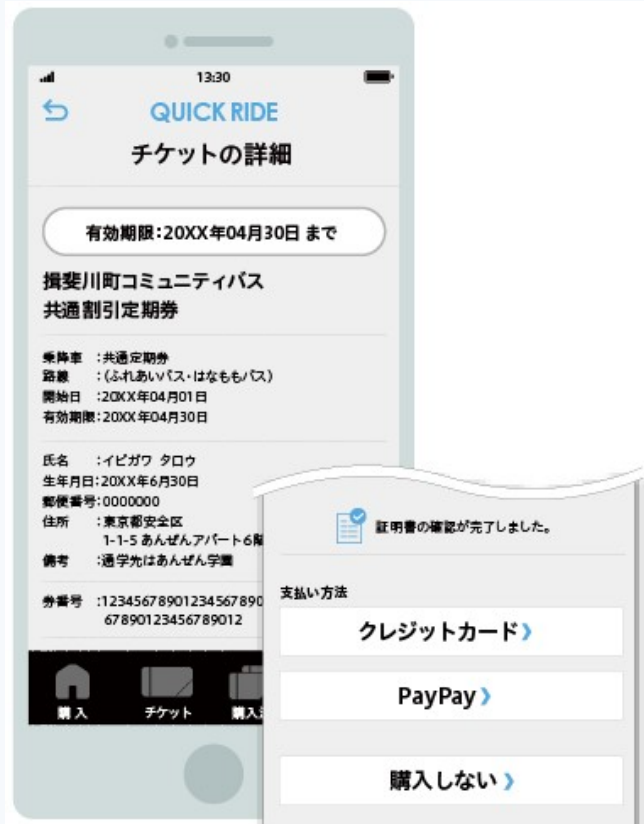 13:30
QUICK RIDE
チケットの詳細
有効期限:20XX年04月30日 まで
揖斐川町コミュニティバス
共通割引定期券
乗降車 :共通定期券
路線 :(ふれあいバス・はなももバス)
開始日 :20XX年04月01日
有効期限:20XX年04月30日
氏名 :イビガワ タロウ
生年月日:20XX年6月30日
郵便番号:0000000
住所 :東京都安全区
1-1-5 あんぜんアパート6階
備考 :通学先はあんぜん学園
券番号 :12345678901234567890
67890123456789012
購入
チケット
購入
証明書の確認が完了しました。
支払い方法
クレジットカード》
PayPay》
購入しない》